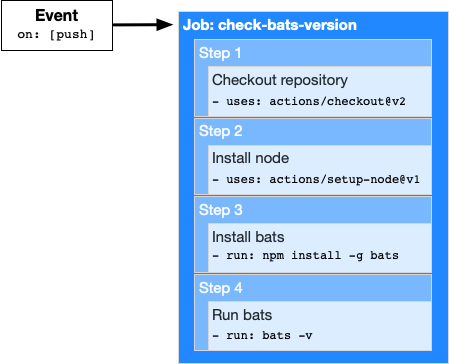 Event
on: [push]
Job: check-bats-version
Step 1
Checkout repository
- uses: actions/checkout@v2
Step 2
Install node
- uses: actions/setup-node@v1
Step 3
Install bats
- run: npm install -g bats
Step 4
Run bats
- run: bats -v